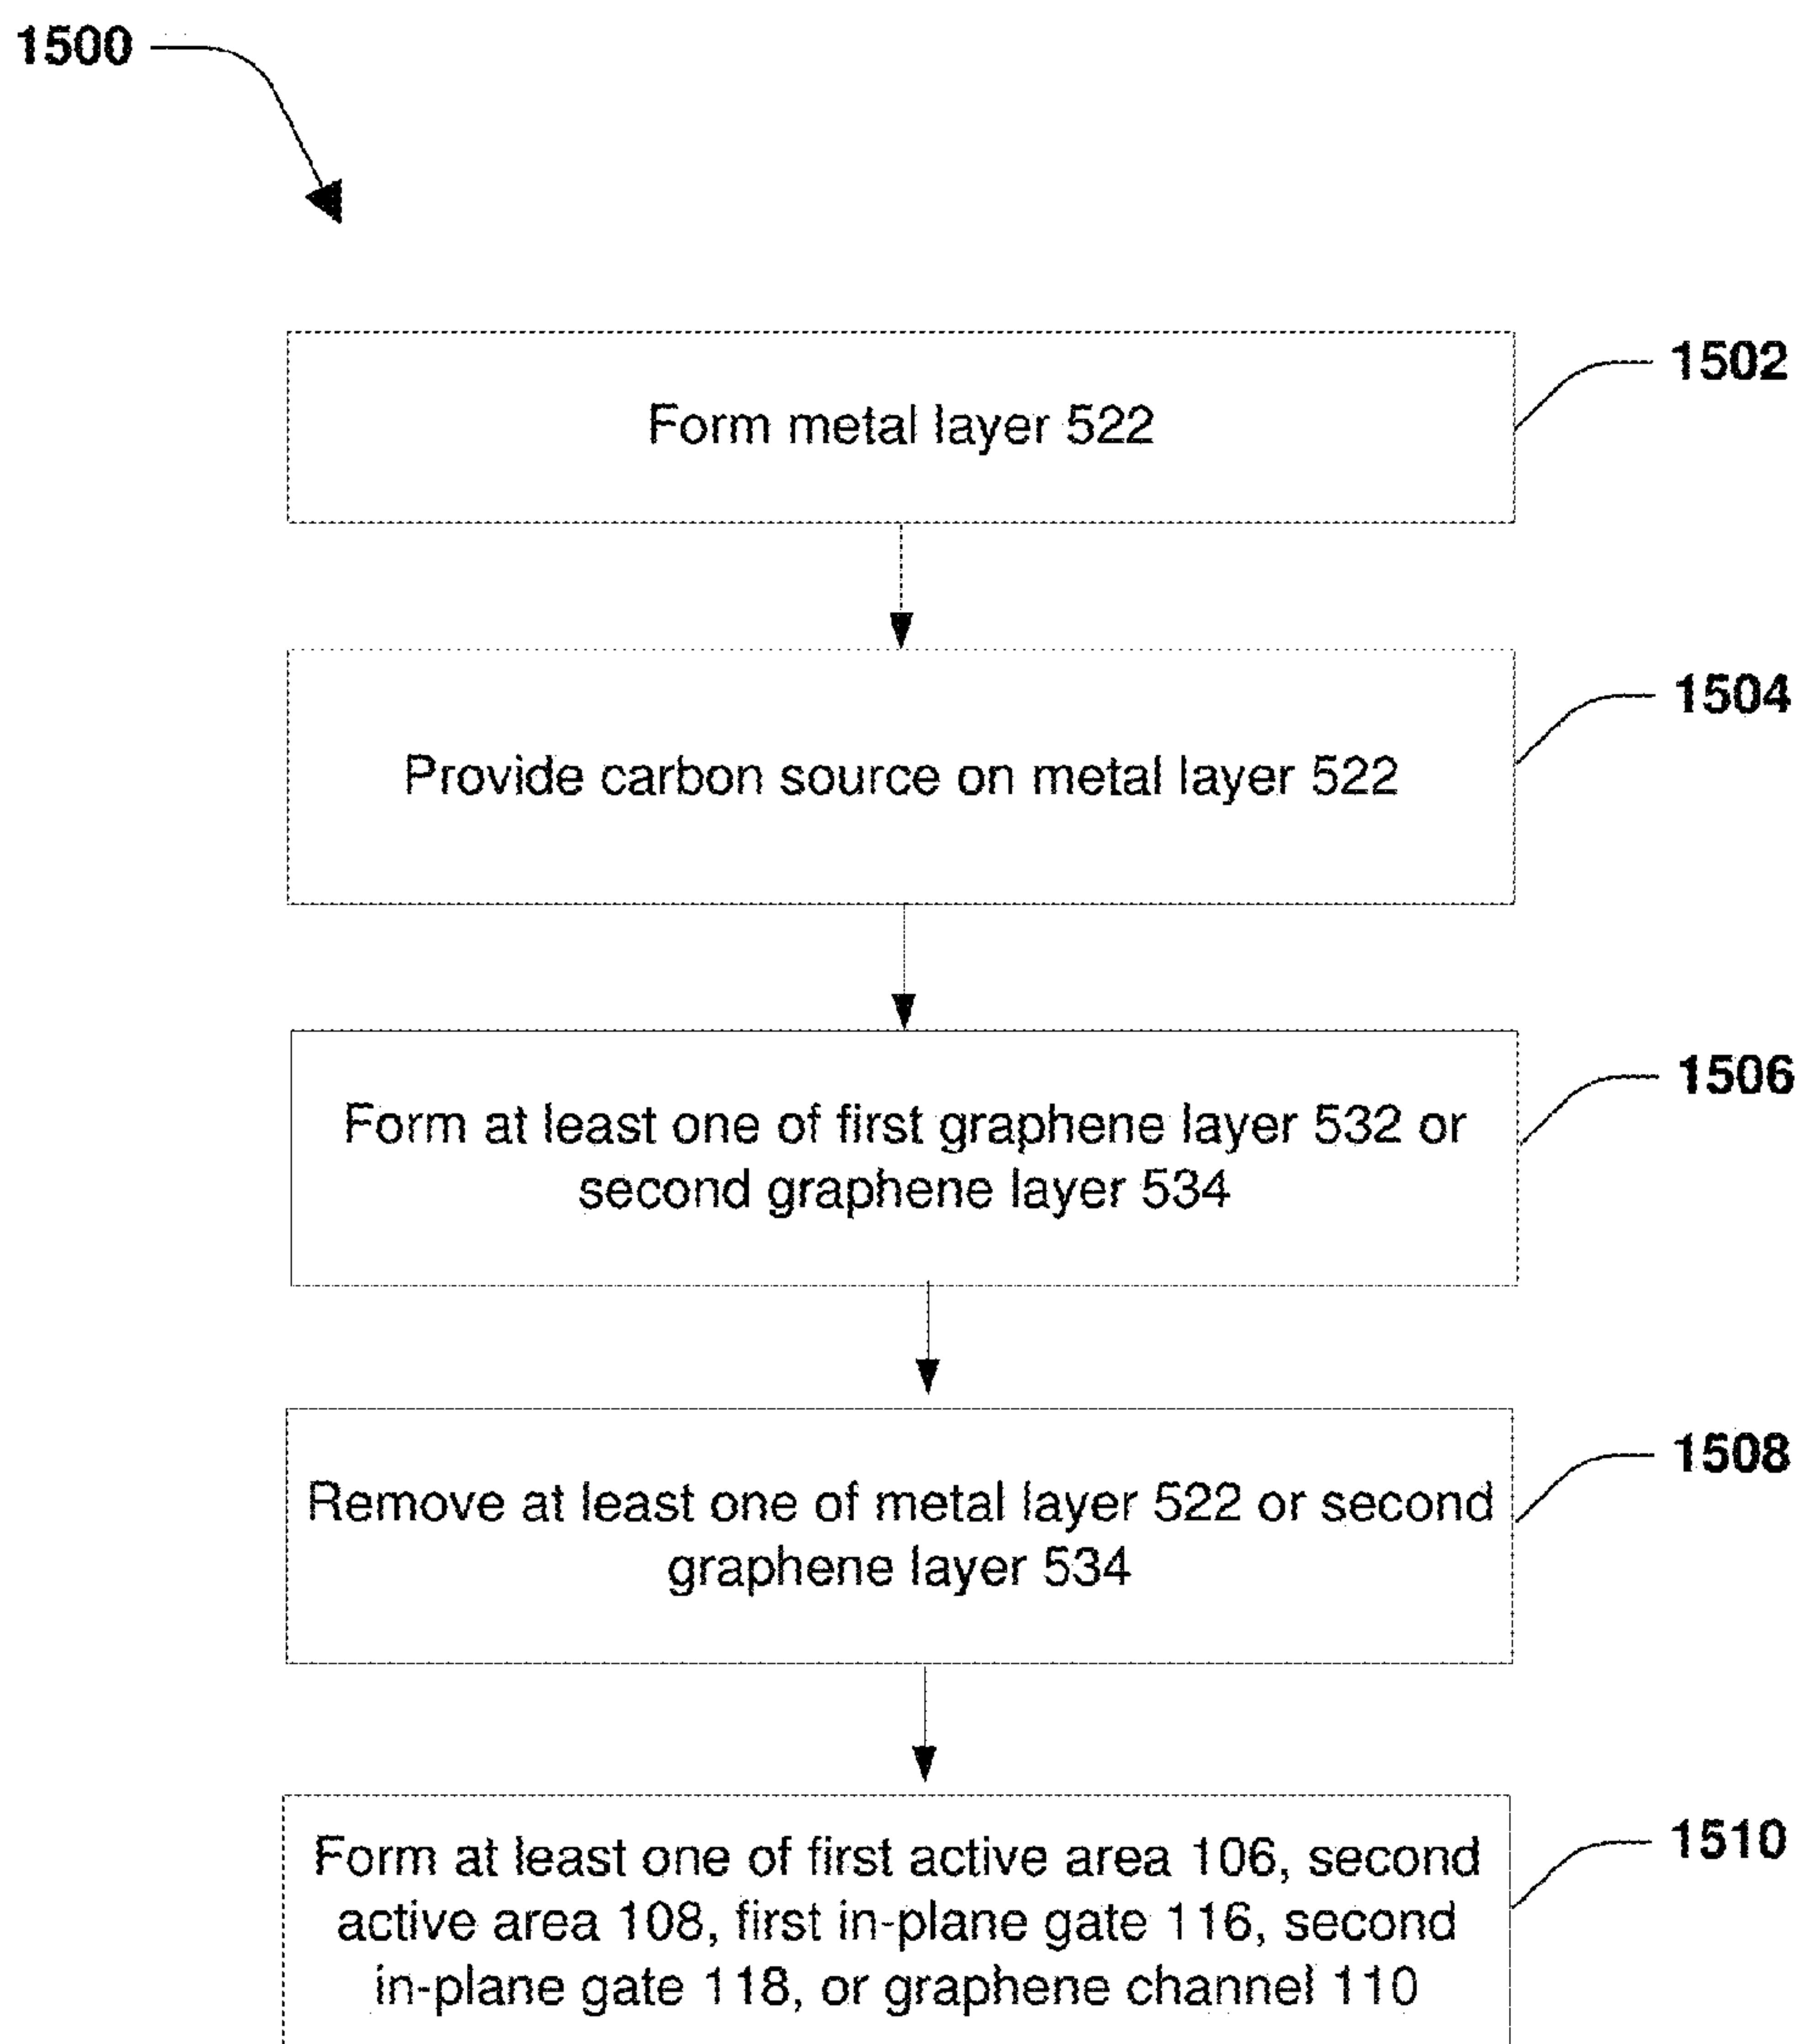 1500
1502
Form metal layer 522
1504
Provide carbon source on metal layer 522
1506
Form at least one of first graphene layer 532 or
second graphene layer 534
1508
Remove at least one of metal layer 522 or second
graphene layer 534
1510
Form at least one of first active area 106, second
active area 108, first in-plane gate 116, second
in-plane gate 118, or graphene channel 110